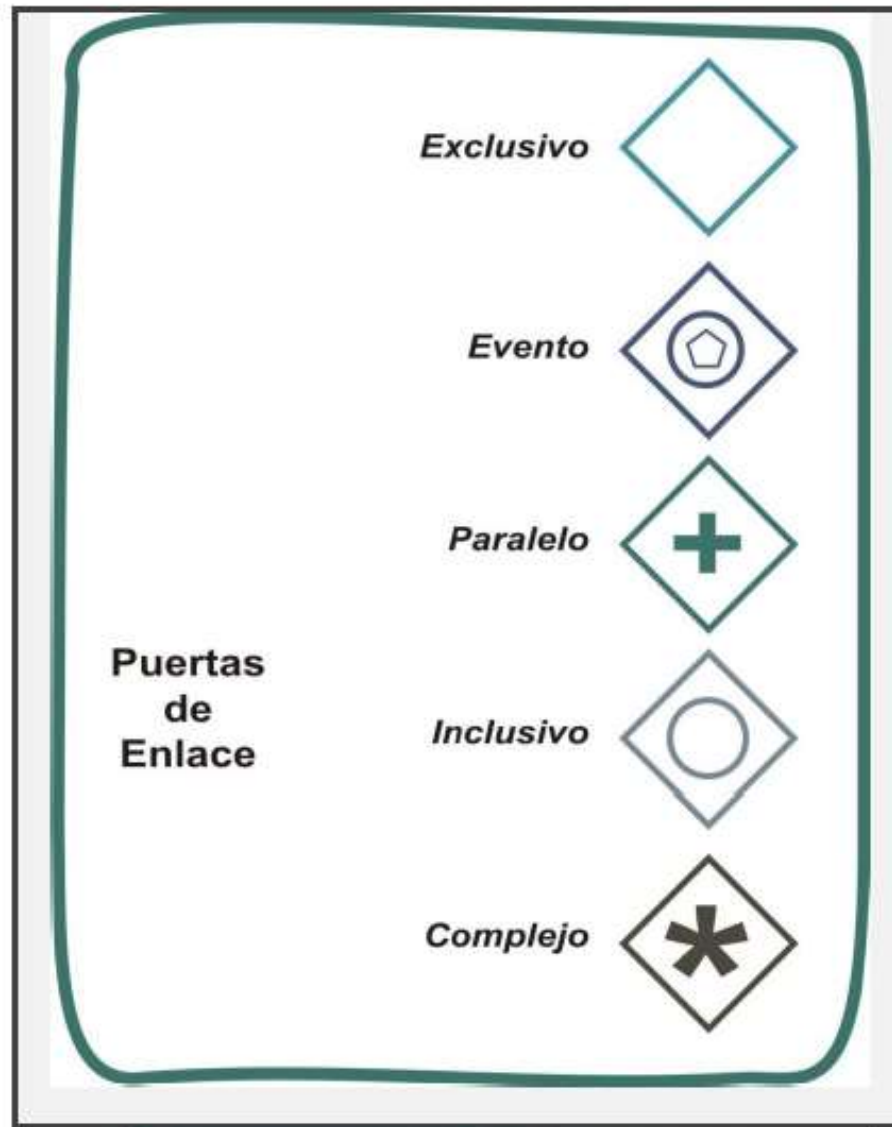 Exclusivo
Evento
Paralelo
Puertas
de
Enlace
Inclusivo
Complejo